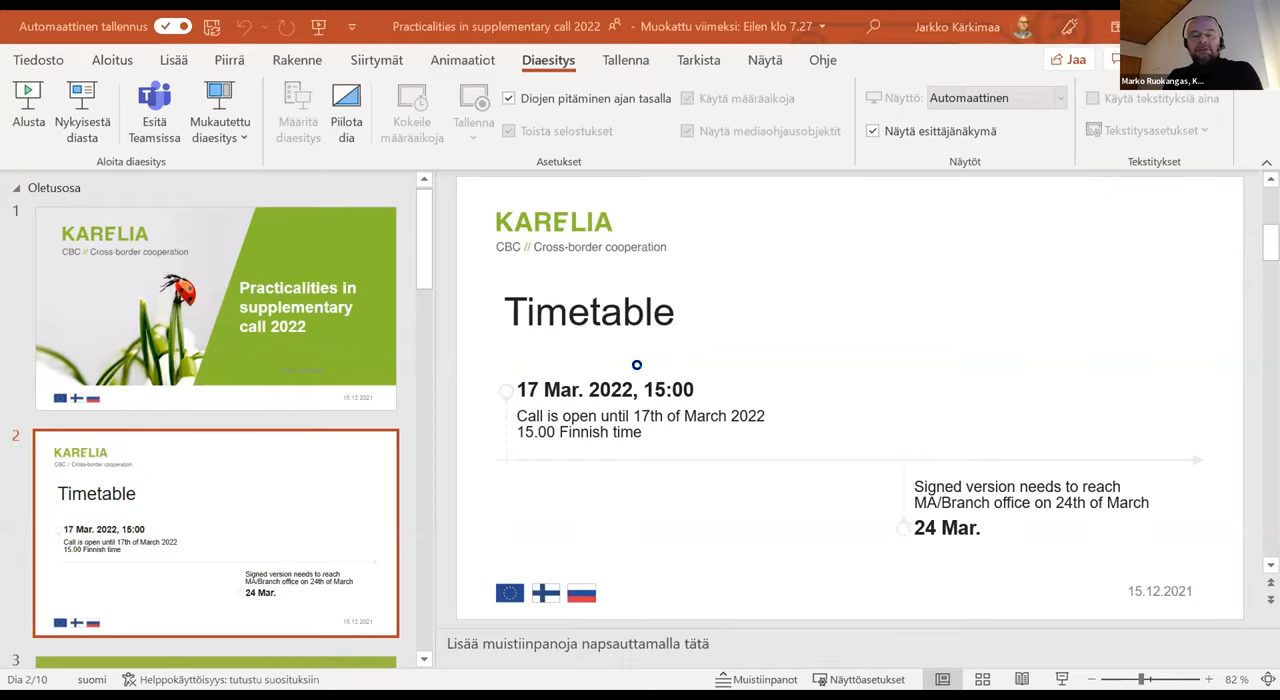 Automaattinen tallennus
Practicalities in supplementary call 2022 - Muokattu viimeksi: Eilen klo 7.27
Jarkko Kärkimaa
Marko Ruokangas, K...
Tiedosto Aloitus Lisää Piirrä Rakenne Siirtymät Animaatiot Diaesitys Tallenna Tarkista Näytä Ohje
Jaa
Alusta
Nykyisestä diasta
Esitä Teamsissa
Mukautettu diaesitys
Aloita diaesitys
Määritä diaesitys
Piilota dia
Kokeile määräaikoja
Tallenna
Diojen pitäminen ajan tasalla
Toista selostukset
Käytä määräaikoja
Näytä mediaohjausobjektit
Asetukset
Näyttö: Automaattinen
Näytä esittäjänäkymä
Näytöt
Käytä tekstityksiä aina
Tekstitysasetukset
Tekstitykset
Oletusosa
1
KARELIA
CBC // Cross-border cooperation
Practicalities in
supplementary
call 2022
15.12.2021
2
KARELIA
CBC // Cross-border cooperation
Timetable
17 Mar. 2022, 15:00
Call is open until 17th of March 2022
15.00 Finnish time
Signed version needs to reach
MA/Branch office on 24th of March
24 Mar.
15.12.2021
3
KARELIA
CBC // Cross-border cooperation
Timetable
17 Mar. 2022, 15:00
Call is open until 17th of March 2022
15.00 Finnish time
Signed version needs to reach
MA/Branch office on 24th of March
24 Mar.
15.12.2021
Lisää muistiinpanoja napsauttamalla tätä
Dia 2/10 suomi Helppokäyttöisyys: tutustu suosituksiin
Muistiinpanot Näyttöasetukset
82 %